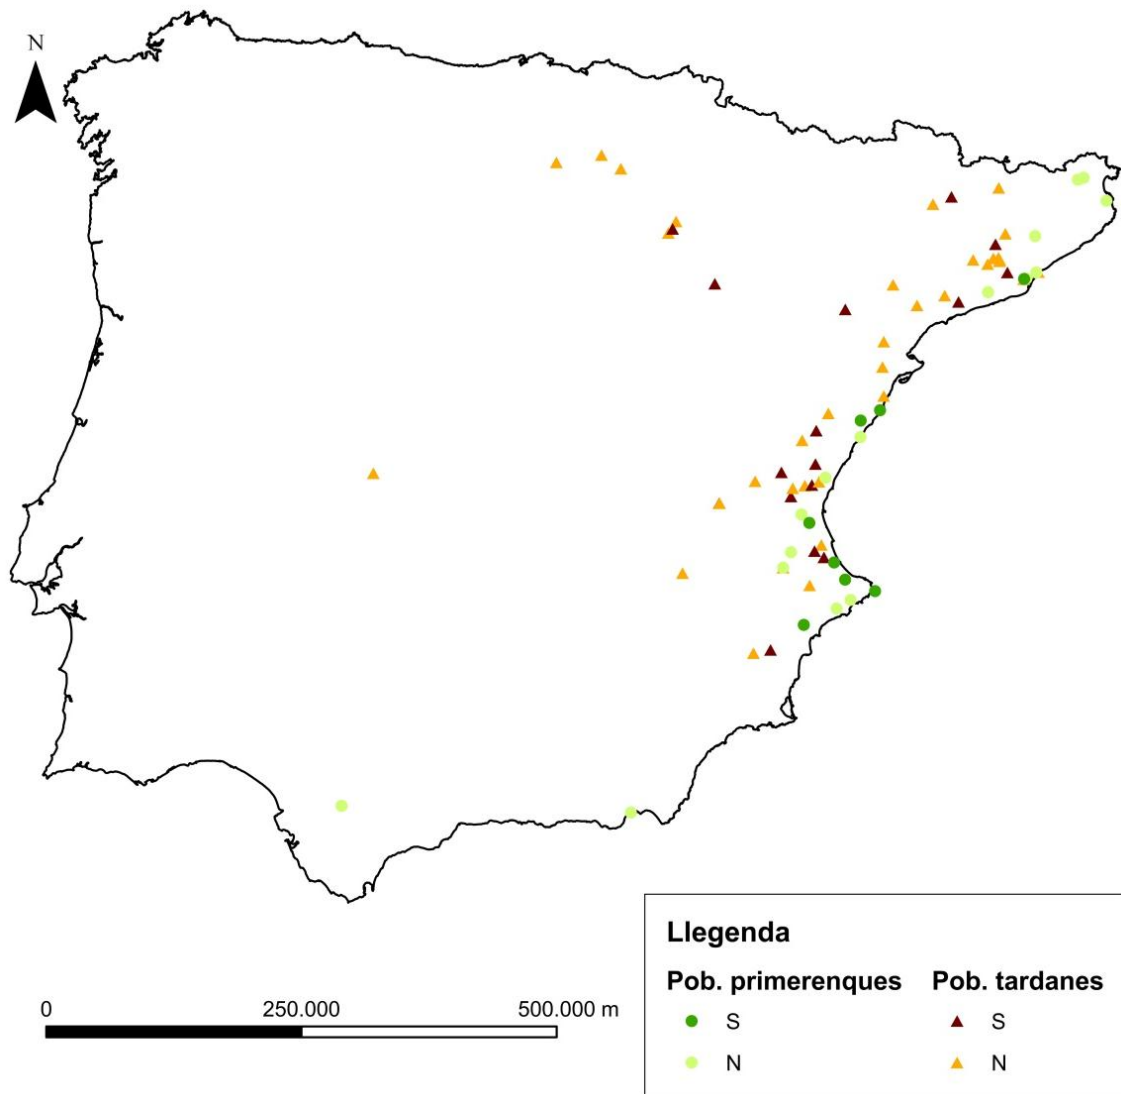 N
0 250.000 500.000 m
Llegenda
Pob. primerenques Pob. tardanes
S S
N N